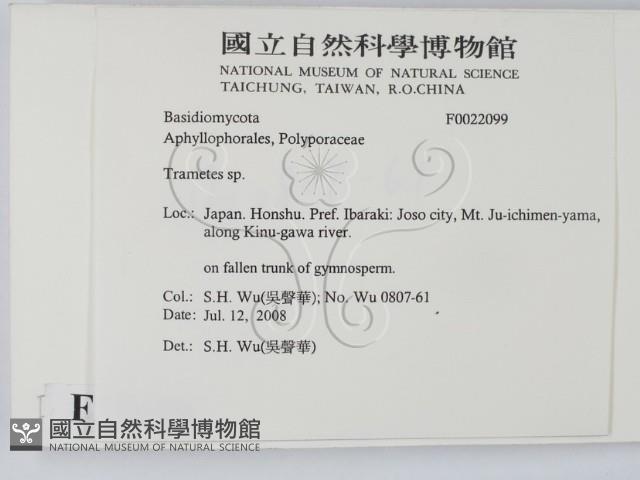 國立自然科學博物館
NATIONAL MUSEUM OF NATURAL SCIENCE
TAICHUNG, TAIWAN, R.O.CHINA
Basidiomycota F0022099
Aphyllophorales, Polyporaceae
Trametes sp.
Loc.: Japan. Honshu. Pref. Ibaraki: Joso city, Mt. Ju-ichimen-yama,
along Kinu-gawa river.
on fallen trunk of gymnosperm.
Col.: S.H. Wu(吳聲華); No. Wu 0807-61
Date: Jul. 12, 2008
Det.: S.H. Wu(吳聲華)
F
國立自然科學博物館
NATIONAL MUSEUM OF NATURAL SCIENCE